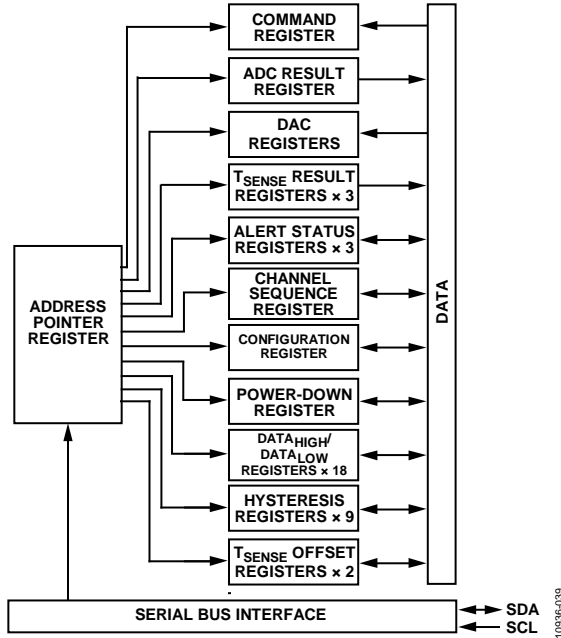 COMMAND
REGISTER
ADC RESULT
REGISTER
DAC
REGISTERS
TSENSE RESULT
REGISTERS × 3
ALERT STATUS
REGISTERS × 3
CHANNEL
SEQUENCE
REGISTER
ADDRESS
POINTER
REGISTER
DATA
CONFIGURATION
REGISTER
POWER-DOWN
REGISTER
DATAHIGH/
DATALOW
REGISTERS × 18
HYSTERESIS
REGISTERS × 9
TSENSE OFFSET
REGISTERS × 2
SERIAL BUS INTERFACE
SDA
SCL
10936-039